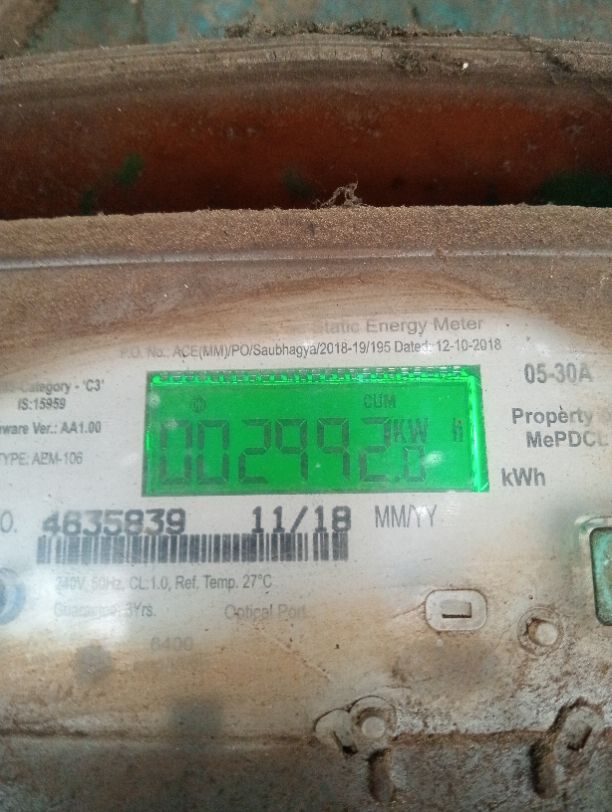 Static Energy Meter
P.O. No.: ACE(MM)/PO/Saubhagya/2018-19/195 Dated: 12-10-2018
Category - 'C3'
IS:15959
Ver.: AA1.00
TYPE: AEM-106
CUM
002992.0 KW h
05-30A
Property
MePDCL
kWh
4635839 11/18 MM/YY
240V, 50Hz, CL:1.0, Ref. Temp. 27°C
Guarantee: 3Yrs. Optical Port
6400